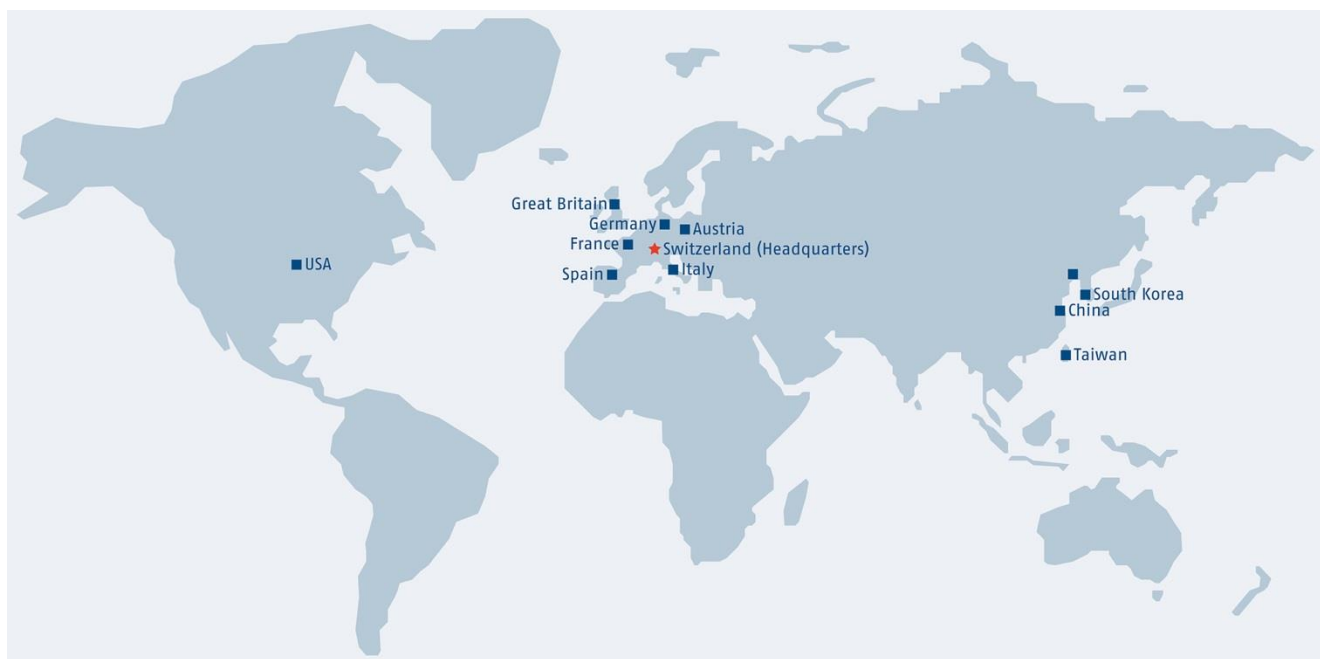 Great Britain
Germany
Austria
France
Switzerland (Headquarters)
USA
Italy
Spain
South Korea
China
Taiwan